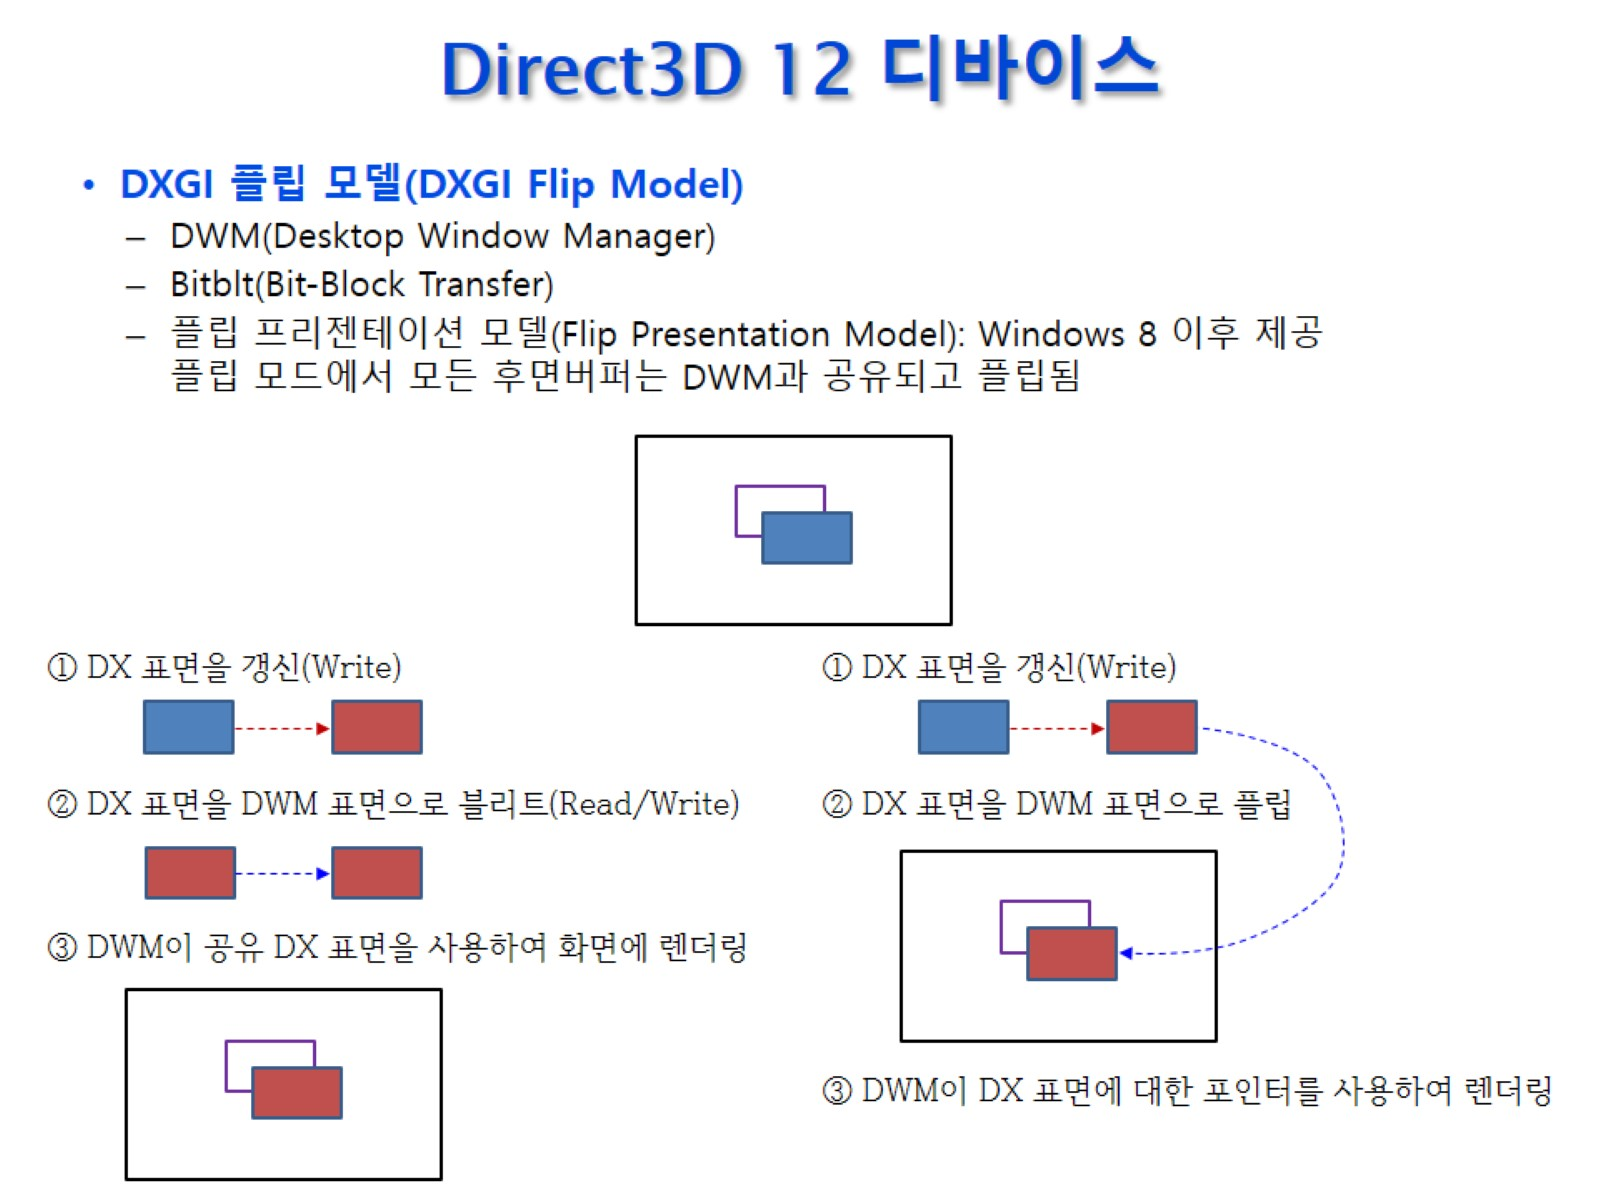 Direct3D 12 디바이스
• DXGI 플립 모델(DXGI Flip Model)
– DWM(Desktop Window Manager)
– Bitblt(Bit-Block Transfer)
– 플립 프리젠테이션 모델(Flip Presentation Model): Windows 8 이후 제공
플립 모드에서 모든 후면버퍼는 DWM과 공유되고 플립됨
① DX 표면을 갱신(Write)
② DX 표면을 DWM 표면으로 블리트(Read/Write)
③ DWM이 공유 DX 표면을 사용하여 화면에 렌더링
① DX 표면을 갱신(Write)
② DX 표면을 DWM 표면으로 플립
③ DWM이 DX 표면에 대한 포인터를 사용하여 렌더링